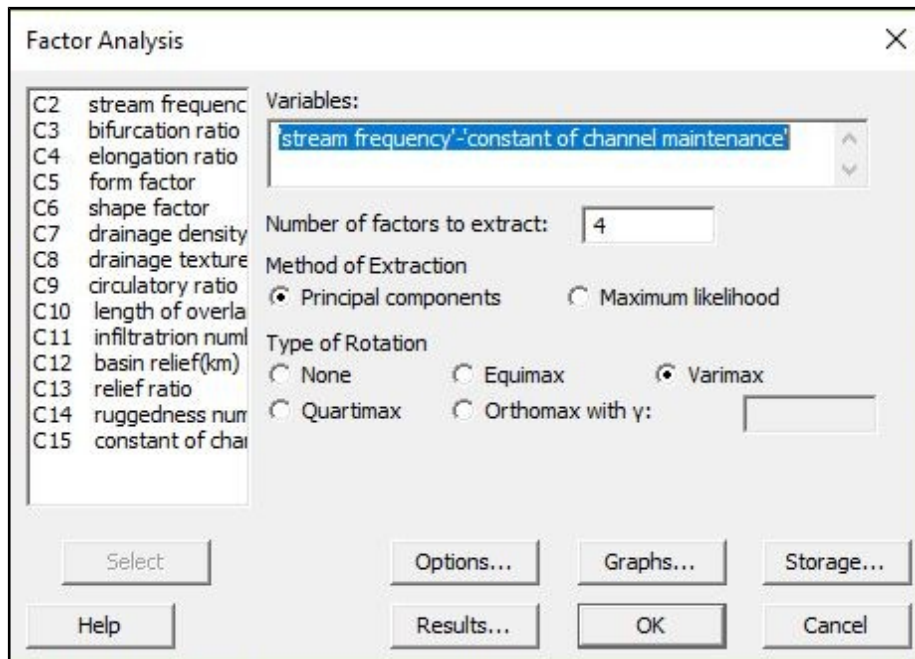 Factor Analysis
C2 stream frequenc
C3 bifurcation ratio
C4 elongation ratio
C5 form factor
C6 shape factor
C7 drainage density
C8 drainage texture
C9 circulatory ratio
C10 length of overla
C11 infiltratrion numl
C12 basin relief(km)
C13 relief ratio
C14 ruggedness num
C15 constant of chai
Variables:
'stream frequency'-'constant of channel maintenance'
Number of factors to extract: 4
Method of Extraction
Principal components Maximum likelihood
Type of Rotation
None Equimax Varimax
Quartimax Orthomax with γ:
Select Options... Graphs... Storage...
Help Results... OK Cancel